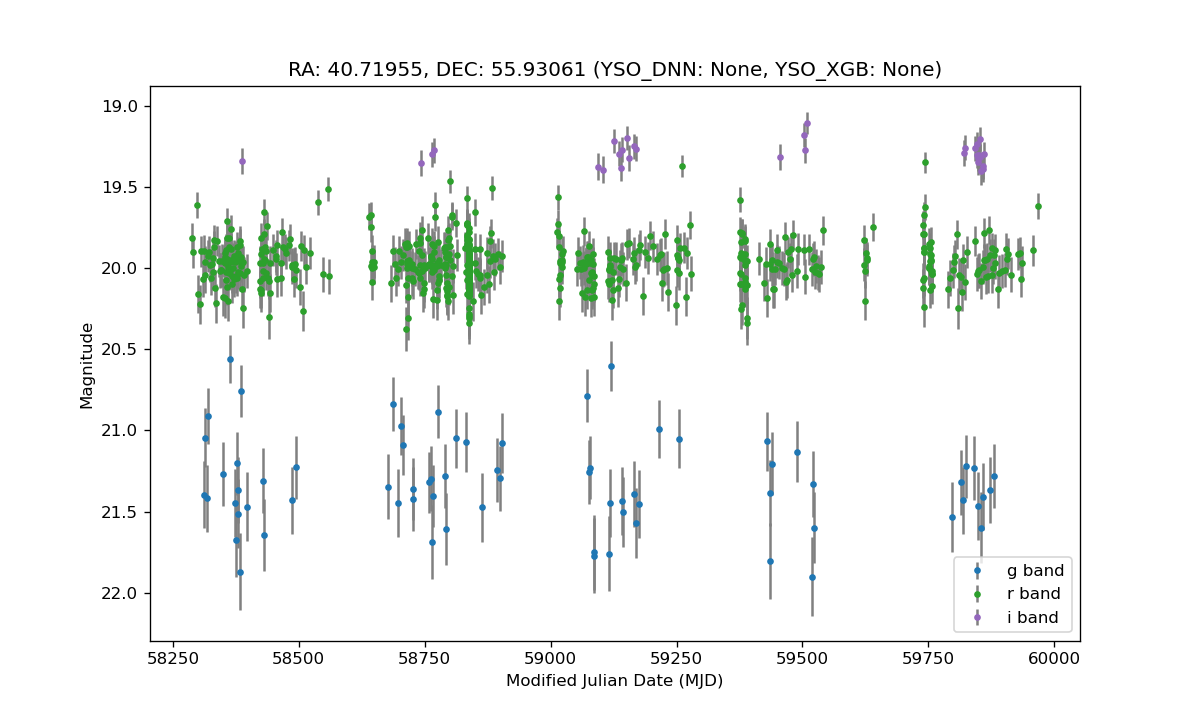 RA: 40.71955, DEC: 55.93061 (YSO_DNN: None, YSO_XGB: None)
19.0
19.5
20.0
20.5
21.0
21.5
22.0
Magnitude
g band
r band
i band
58250 58500 58750 59000 59250 59500 59750 60000
Modified Julian Date (MJD)